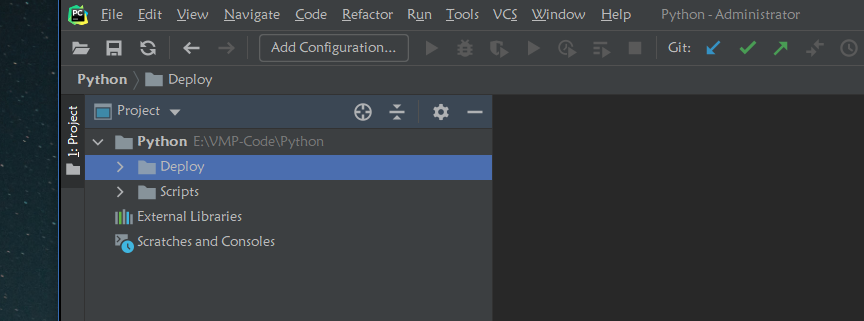 PC File Edit View Navigate Code Refactor Run Tools VCS Window Help Python - Administrator
Add Configuration... Git:
Python Deploy
1: Project
Project
Python E:\VMP-Code\Python
Deploy
Scripts
External Libraries
Scratches and Consoles